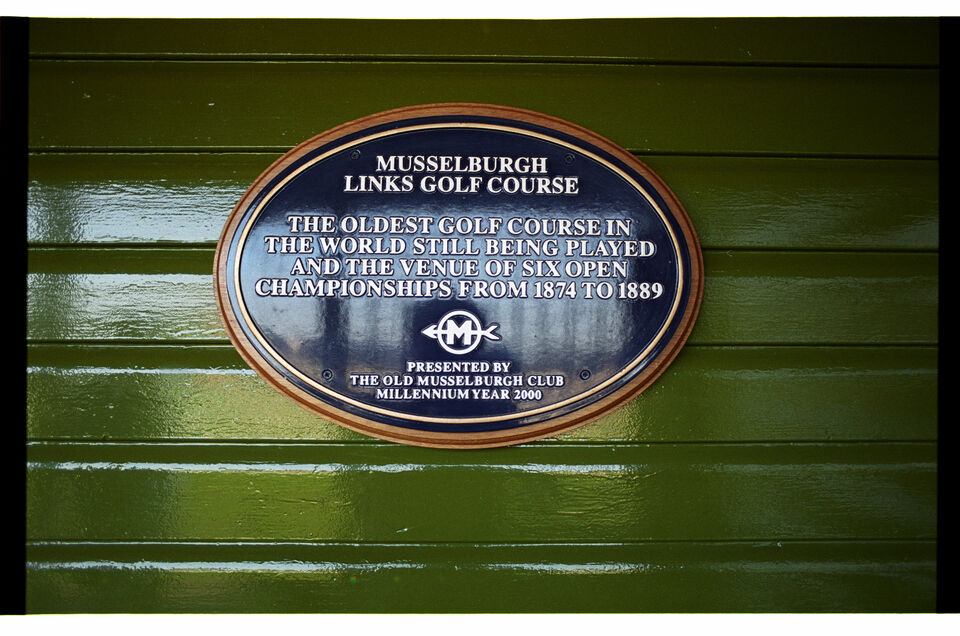 MUSSELBURGH
LINKS GOLF COURSE
THE OLDEST GOLF COURSE IN
THE WORLD STILL BEING PLAYED
AND THE VENUE OF SIX OPEN
CHAMPIONSHIPS FROM 1874 TO 1889
M
PRESENTED BY
THE OLD MUSSELBURGH CLUB
MILLENNIUM YEAR 2000